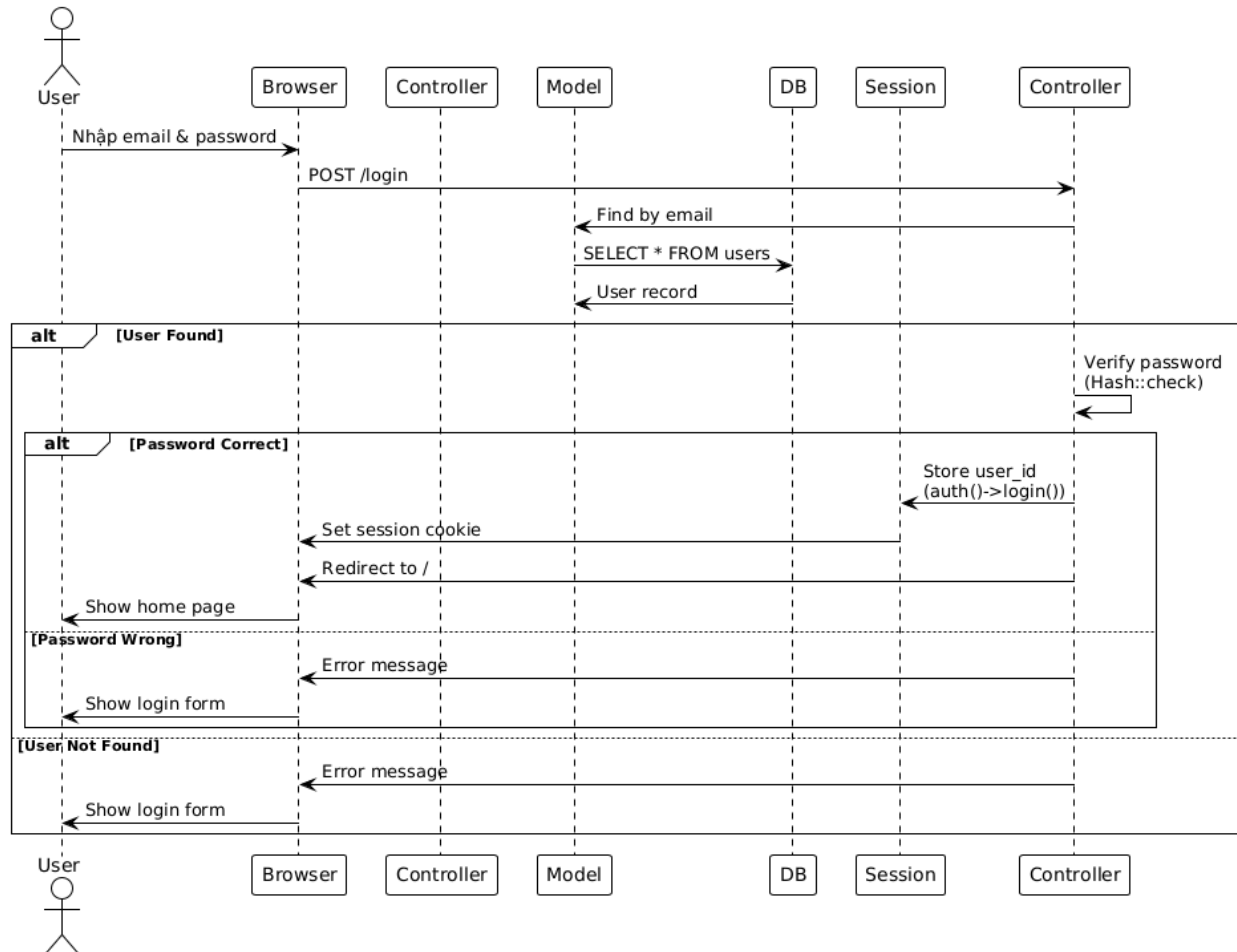 User
Browser
Controller
Model
DB
Session
Controller
Nhập email & password
POST /login
Find by email
SELECT * FROM users
User record
alt
[User Found]
Verify password
(Hash::check)
alt
[Password Correct]
Store user_id
(auth()->login())
Set session cookie
Redirect to /
Show home page
[Password Wrong]
Error message
Show login form
[User Not Found]
Error message
Show login form
User
Browser
Controller
Model
DB
Session
Controller